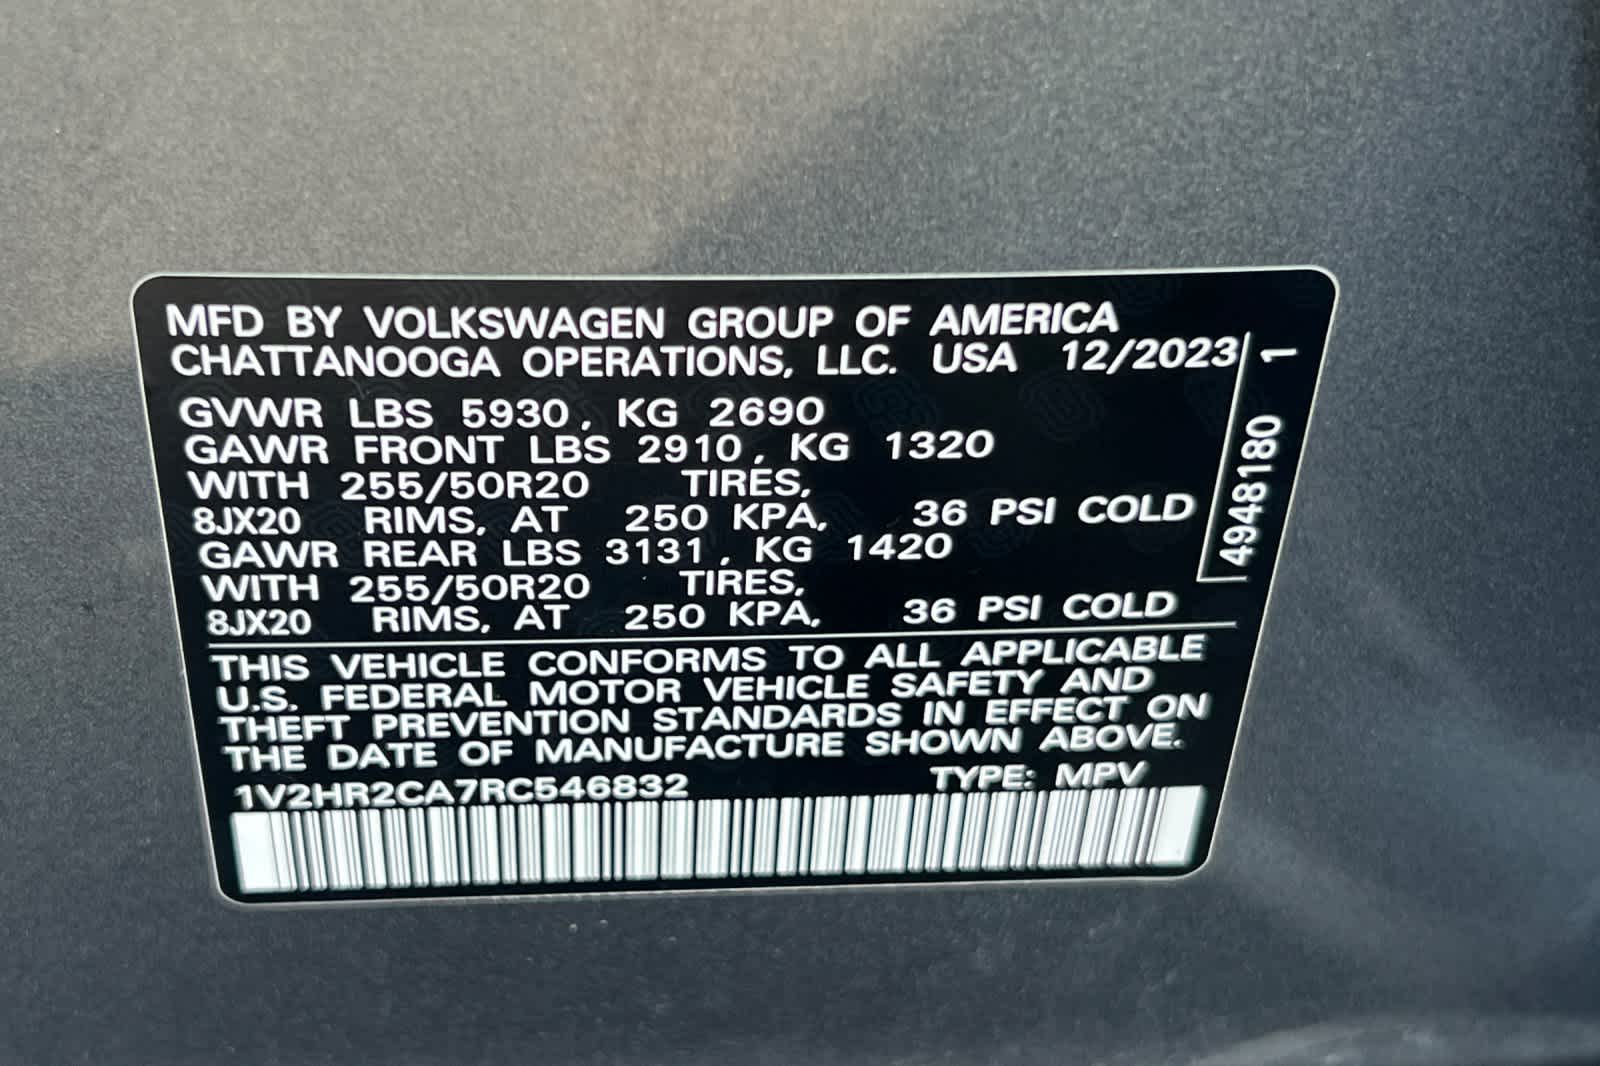 MFD BY VOLKSWAGEN GROUP OF AMERICA
CHATTANOOGA OPERATIONS, LLC. USA 12/2023
GVWR LBS 5930, KG 2690
GAWR FRONT LBS 2910, KG 1320
WITH 255/50R20 TIRES,
8JX20 RIMS, AT 250 KPA, 36 PSI COLD
GAWR REAR LBS 3131, KG 1420
WITH 255/50R20 TIRES,
8JX20 RIMS, AT 250 KPA, 36 PSI COLD
4948180 1
THIS VEHICLE CONFORMS TO ALL APPLICABLE
U.S. FEDERAL MOTOR VEHICLE SAFETY AND
THEFT PREVENTION STANDARDS IN EFFECT ON
THE DATE OF MANUFACTURE SHOWN ABOVE.
1V2HR2CA7RC546832 TYPE: MPV